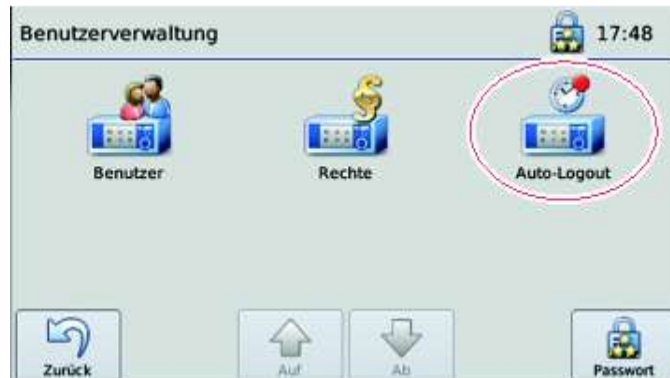 Benutzerverwaltung 17:48
Benutzer Rechte Auto-Logout
Zurück Auf Ab Passwort